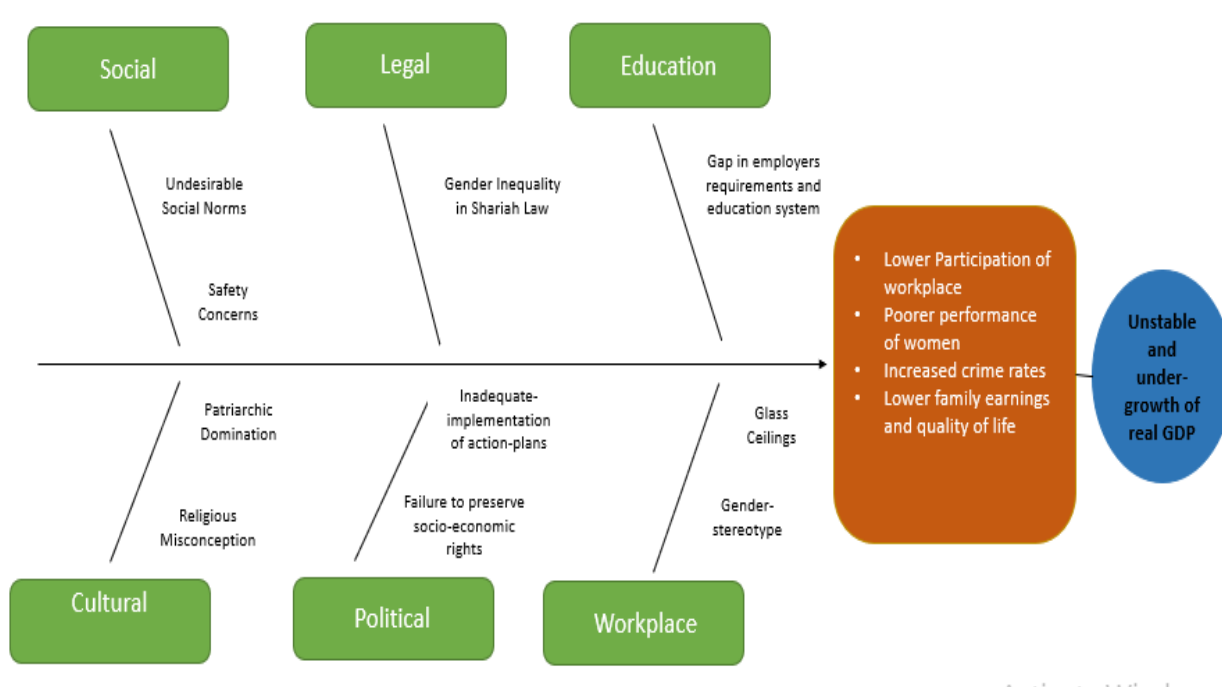 Social
Legal
Education
Undesirable
Social Norms
Safety
Concerns
Gender Inequality
in Shariah Law
Gap in employers
requirements and
education system
Patriarchic
Domination
Religious
Misconception
Inadequate-
implementation
of action-plans
Failure to preserve
socio-economic
rights
Glass
Ceilings
Gender-
stereotype
Cultural
Political
Workplace
• Lower Participation of
workplace
• Poorer performance
of women
• Increased crime rates
• Lower family earnings
and quality of life
Unstable
and
under-
growth of
real GDP